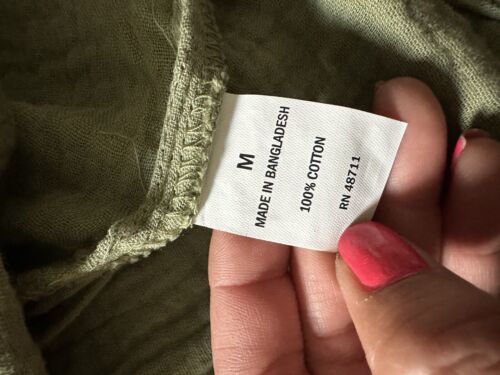 M
MADE IN BANGLADESH
100% COTTON
RN 48711